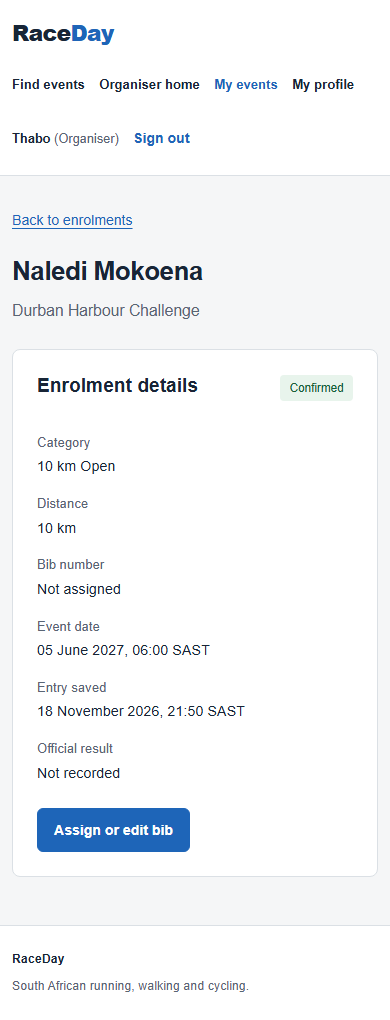 RaceDay
Find events Organiser home My events My profile
Thabo (Organiser) Sign out
Back to enrolments
Naledi Mokoena
Durban Harbour Challenge
Enrolment details Confirmed
Category
10 km Open
Distance
10 km
Bib number
Not assigned
Event date
05 June 2027, 06:00 SAST
Entry saved
18 November 2026, 21:50 SAST
Official result
Not recorded
Assign or edit bib
RaceDay
South African running, walking and cycling.